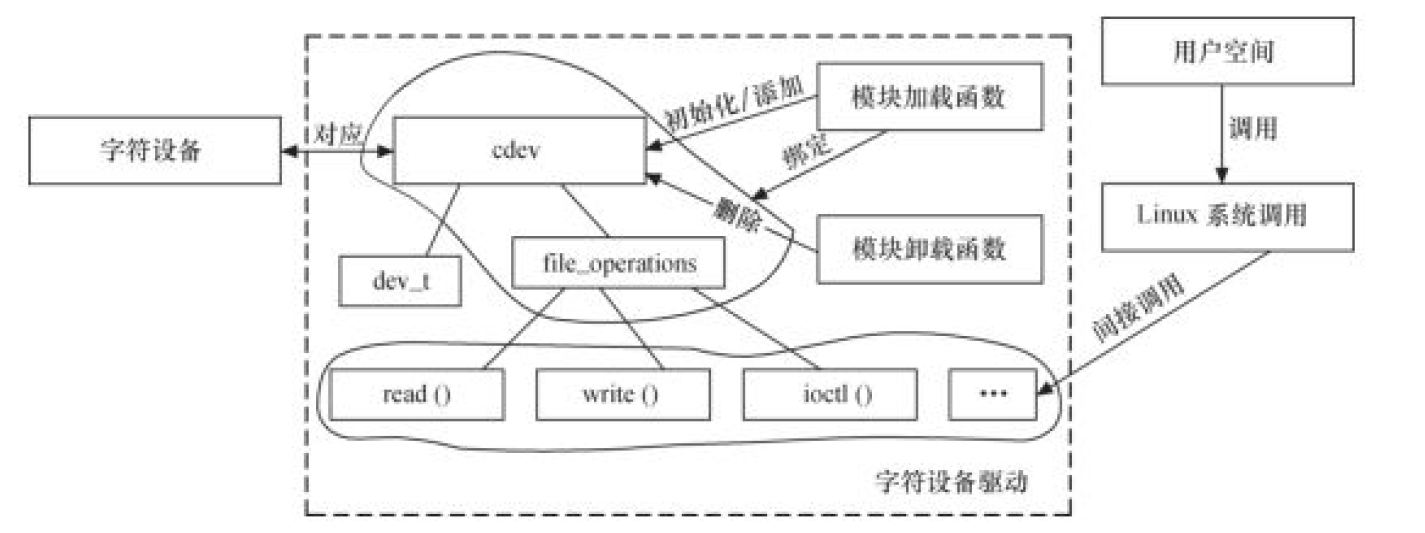 用户空间
模块加载函数
初始化/添加
调用
对应
字符设备
cdev
绑定
删除
Linux 系统调用
模块卸载函数
file_operations
dev_t
间接调用
read ()
write ()
ioctl ()
···
字符设备驱动